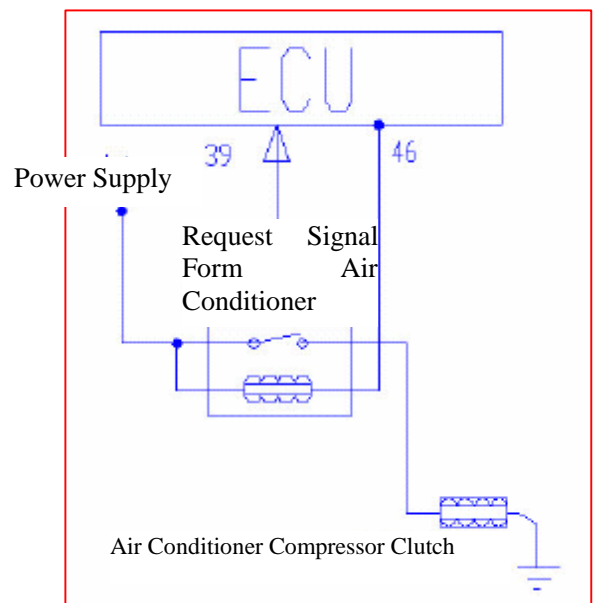 ECU
39 46
Power Supply
Request Signal
Form Air
Conditioner
Air Conditioner Compressor Clutch